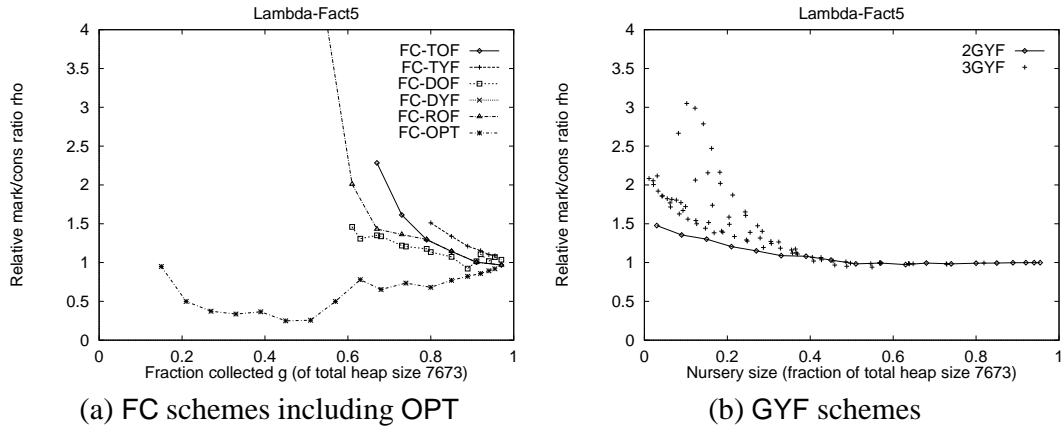 Lambda-Fact5
Relative mark/cons ratio rho
4
3.5
3
2.5
2
1.5
1
0.5
0
FC-TOF
FC-TYF
FC-DOF
FC-DYF
FC-ROF
FC-OPT
0 0.2 0.4 0.6 0.8 1
Fraction collected g (of total heap size 7673)
(a) FC schemes including OPT
Lambda-Fact5
Relative mark/cons ratio rho
4
3.5
3
2.5
2
1.5
1
0.5
0
2GYF
3GYF
0 0.2 0.4 0.6 0.8 1
Nursery size (fraction of total heap size 7673)
(b) GYF schemes